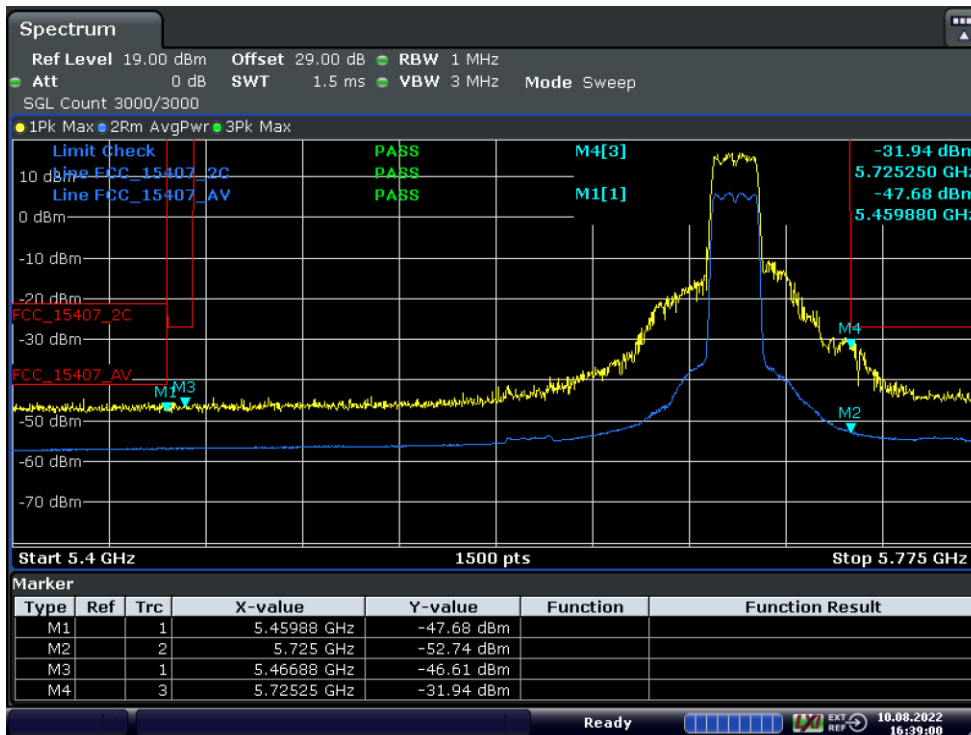 Spectrum
Ref Level 19.00 dBm Offset 29.00 dB RBW 1 MHz
Att 0 dB SWT 1.5 ms VBW 3 MHz Mode Sweep
SGL Count 3000/3000
1Pk Max 2Rm AvgPwr 3Pk Max
Limit Check PASS M4[3] -31.94 dBm
10 dBm Line FCC_15407_2C PASS 5.725250 GHz
Line FCC_15407_AV PASS M1[1] -47.68 dBm
0 dBm 5.459880 GHz
-10 dBm
-20 dBm
FCC_15407_2C
-30 dBm M4
FCC_15407_AV
M1 M3
-50 dBm M2
-60 dBm
-70 dBm
Start 5.4 GHz 1500 pts Stop 5.775 GHz
Marker
Type Ref Trc X-value Y-value Function Function Result
M1 1 5.45988 GHz -47.68 dBm
M2 2 5.725 GHz -52.74 dBm
M3 1 5.46688 GHz -46.61 dBm
M4 3 5.72525 GHz -31.94 dBm
Ready LXI EXT REF 10.08.2022
16:39:00